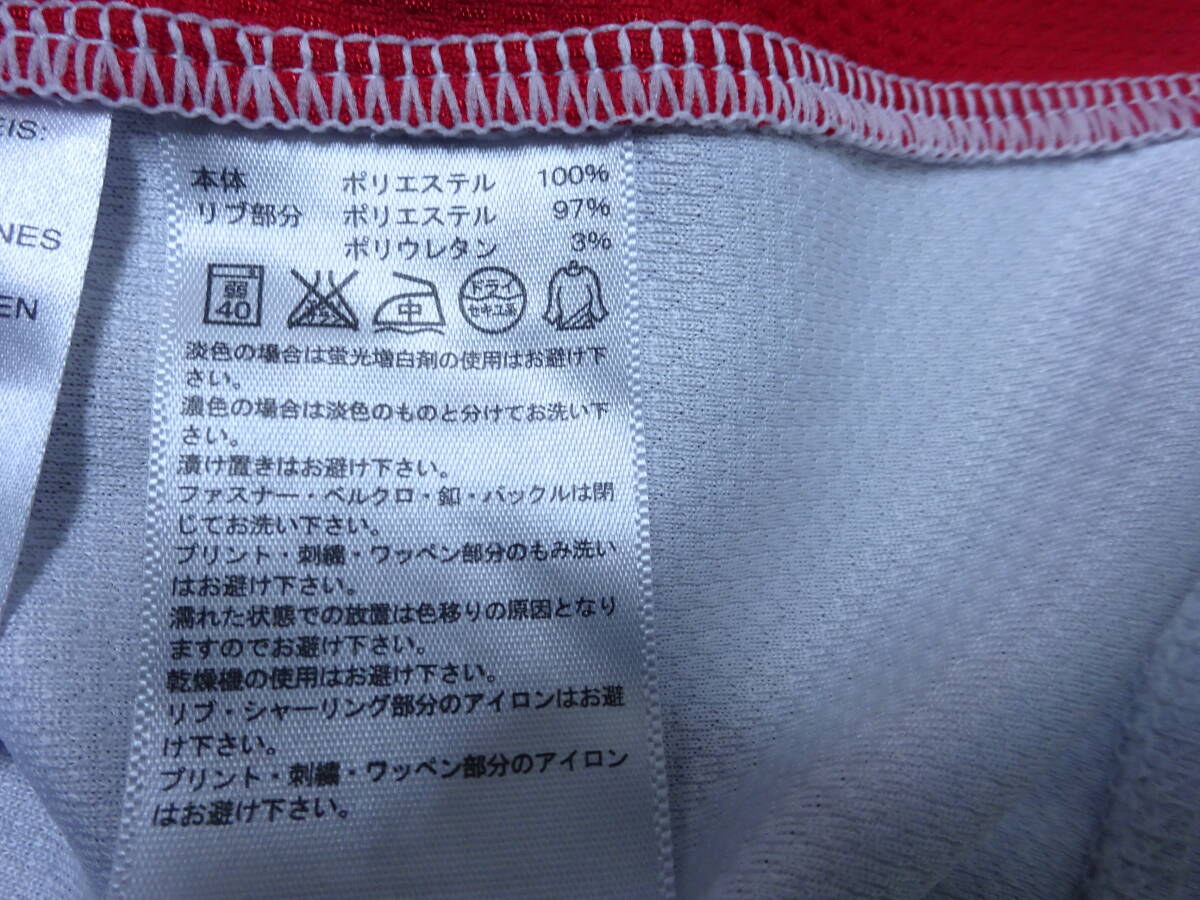 EIS:
NES
EN
本体 ポリエステル 100%
リブ部分 ポリエステル 97%
ポリウレタン 3%
弱 40 中 ドライ セキユ系
淡色の場合は蛍光増白剤の使用はお避け下
さい。
濃色の場合は淡色のものと分けてお洗い下
さい。
漬け置きはお避け下さい。
ファスナー・ベルクロ・釦・バックルは閉
じてお洗い下さい。
プリント・刺繍・ワッペン部分のもみ洗い
はお避け下さい。
濡れた状態での放置は色移りの原因となり
ますのでお避け下さい。
乾燥機の使用はお避け下さい。
リブ・シャーリング部分のアイロンはお避
け下さい。
プリント・刺繍・ワッペン部分のアイロン
はお避け下さい。